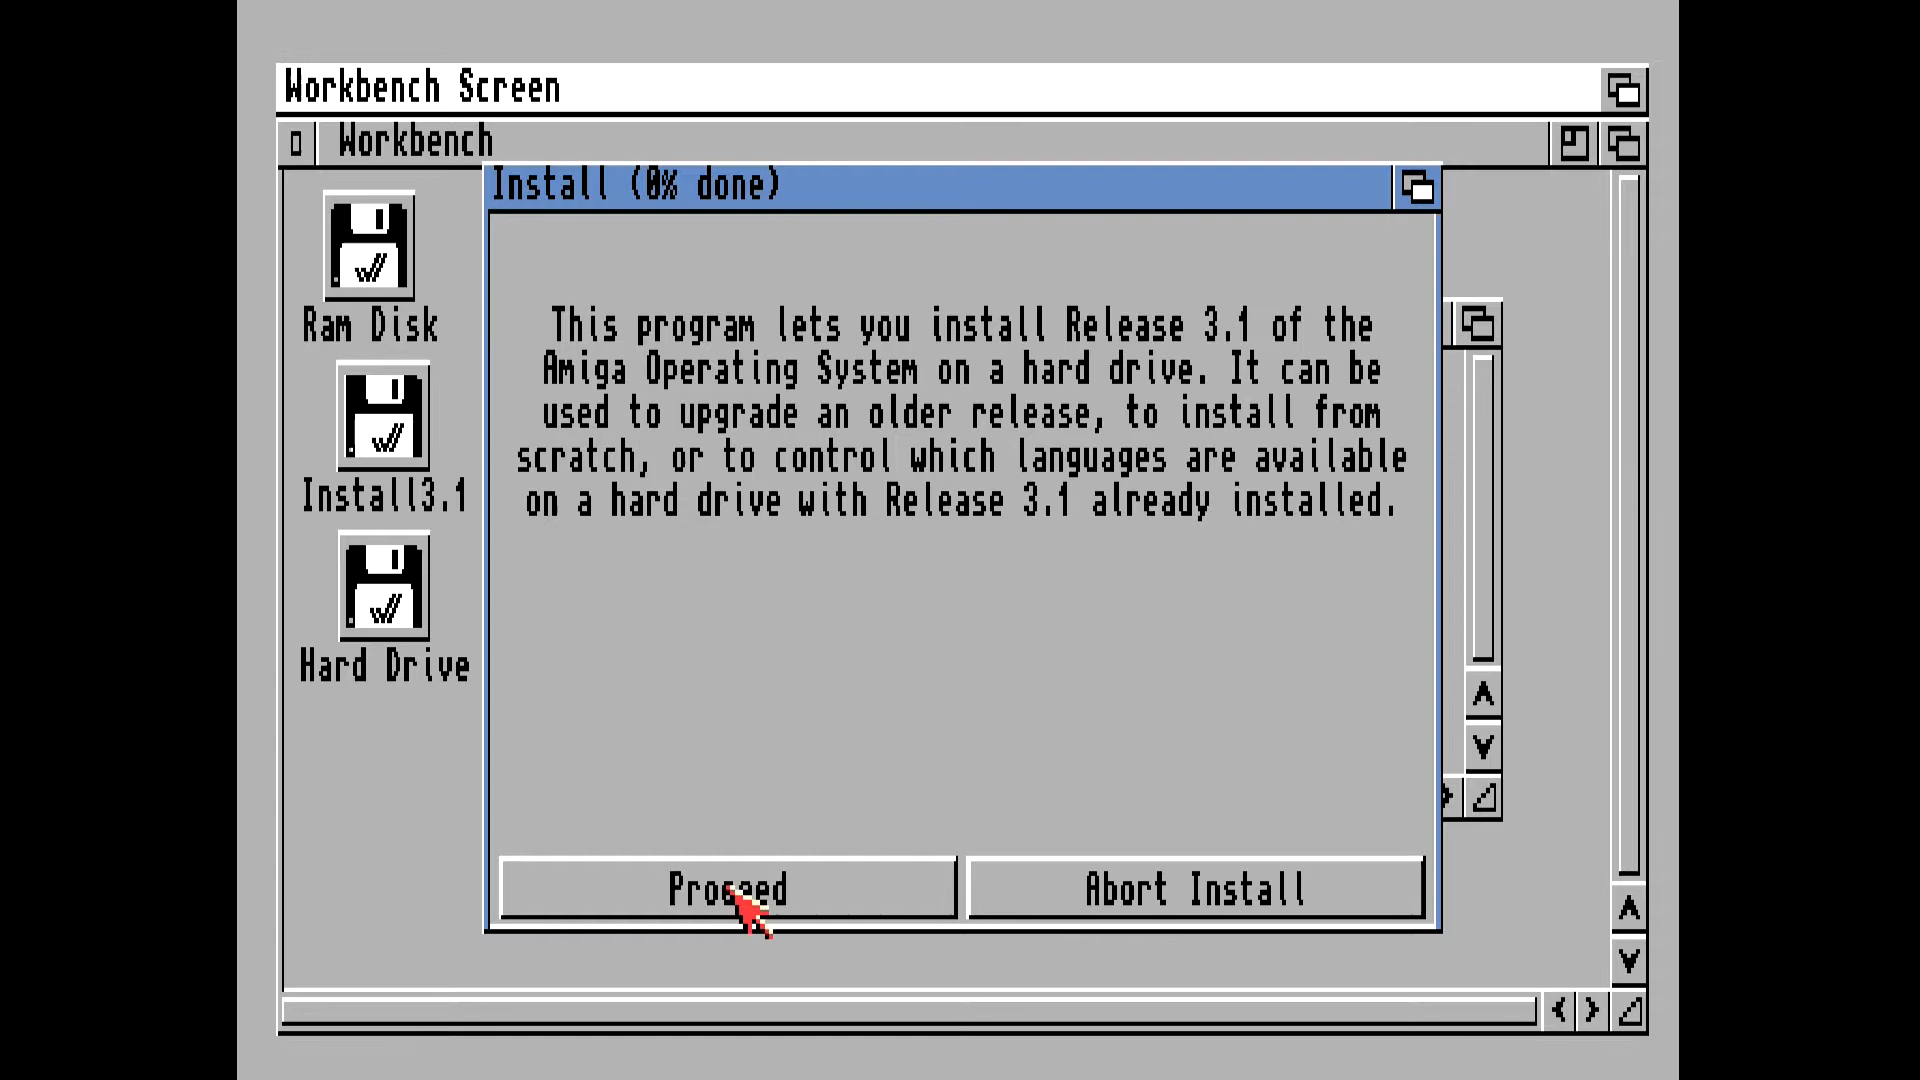 Workbench Screen
Workbench
Install (0% done)
Ram Disk
Install3.1
Hard Drive
This program lets you install Release 3.1 of the
Amiga Operating System on a hard drive. It can be
used to upgrade an older release, to install from
scratch, or to control which languages are available
on a hard drive with Release 3.1 already installed.
Proceed
Abort Install